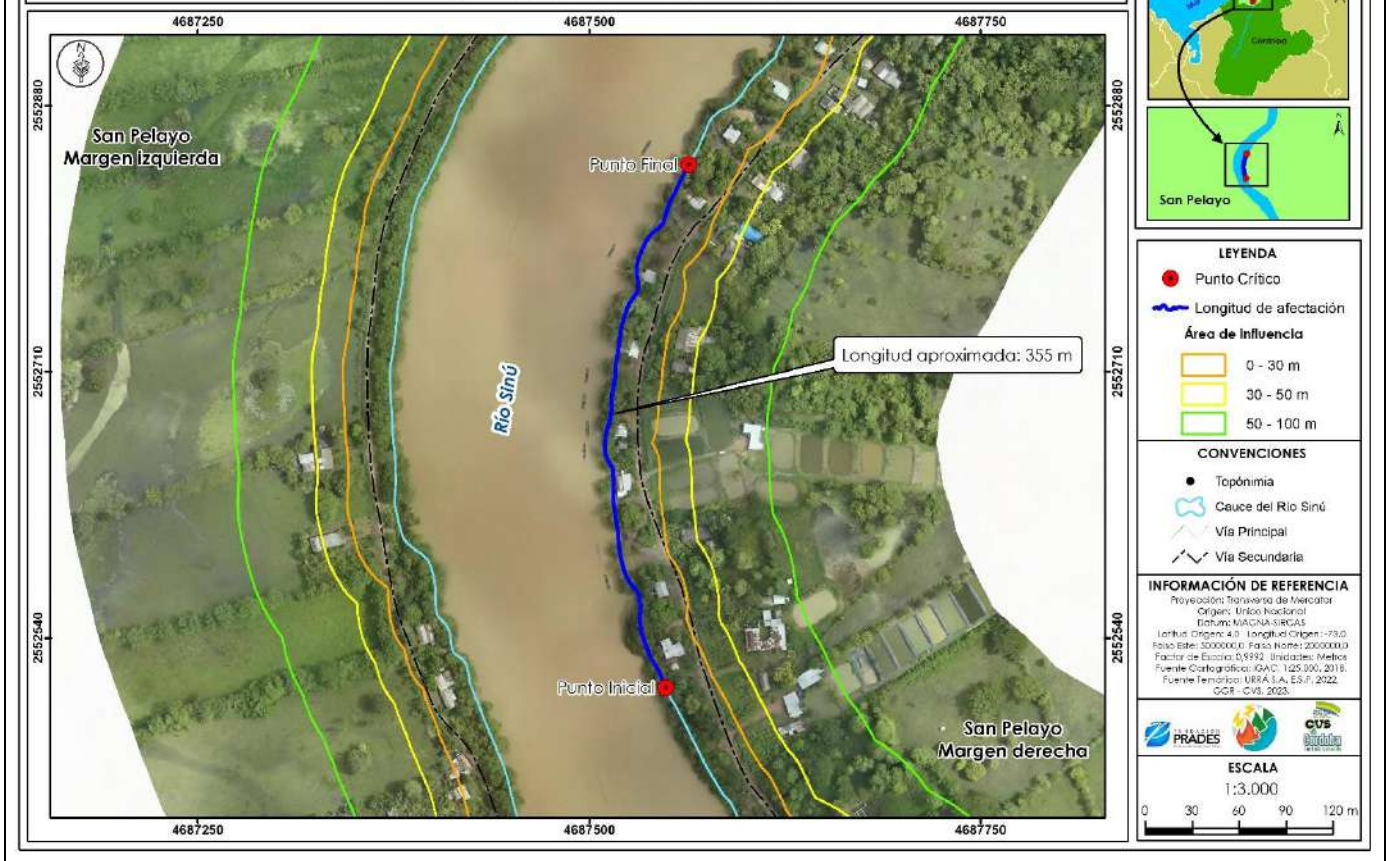 4687250
4687500
4687750
2552880
2552710
2552540
San Pelayo
Margen izquierda
Punto Final
Río Sinú
Longitud aproximada: 355 m
Punto Inicial
San Pelayo
Margen derecha
2552880
2552710
2552540
4687250
4687500
4687750
Córdoba
San Pelayo
LEYENDA
Punto Crítico
Longitud de afectación
Área de influencia
0 - 30 m
30 - 50 m
50 - 100 m
CONVENCIONES
Topónimia
Cauce del Río Sinú
Vía Principal
Vía Secundaria
INFORMACIÓN DE REFERENCIA
Proyección: Transversa de Mercator
Origen: Unico Nacional
Datum: MAGNA-SIRGAS
Latitud Origen: 4,0 Longitud Origen: -73,0
Falso Este: 5000000,0 Falso Norte: 2000000,0
Factor de Escala: 0,9992 Unidades: Metros
Fuente Cartográfica: IGAC, 1:25.000, 2018.
Fuente Temática: URRÁ S.A. E.S.P. 2022,
CGR - CVS, 2023.
FUNDACIÓN
PRADES
CVS
Córdoba
ESCALA
1:3.000
0 30 60 90 120 m